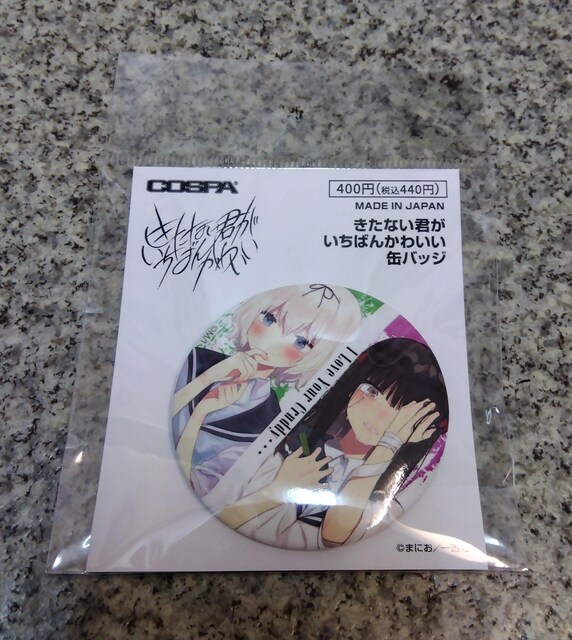 COSPA
400円(税込440円)
MADE IN JAPAN
きたない君が
いちばんかわいい
缶バッジ
きたない君が
いちばんかわいい
I Love Your Cruddy...
©まにお／一迅社